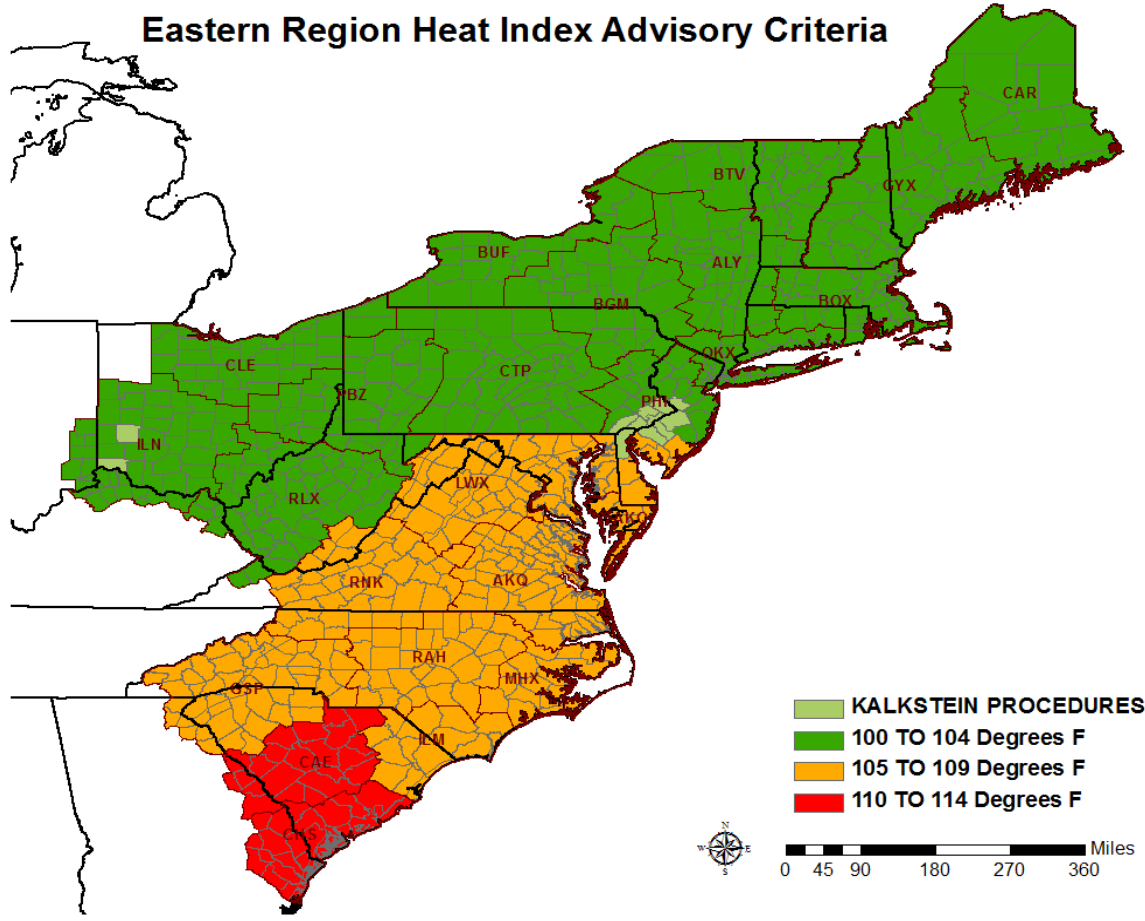 Eastern Region Heat Index Advisory Criteria
CAR
BTV
GYX
BUF
ALY
BGM
BOX
CLE
OKX
CTP
PBZ
PHI
ILN
LWX
RLX
AKQ
RNK
AKQ
RAH
MHX
GSP
ILM
CAE
CHS
KALKSTEIN PROCEDURES
100 TO 104 Degrees F
105 TO 109 Degrees F
110 TO 114 Degrees F
N
W E
S
Miles
0 45 90 180 270 360